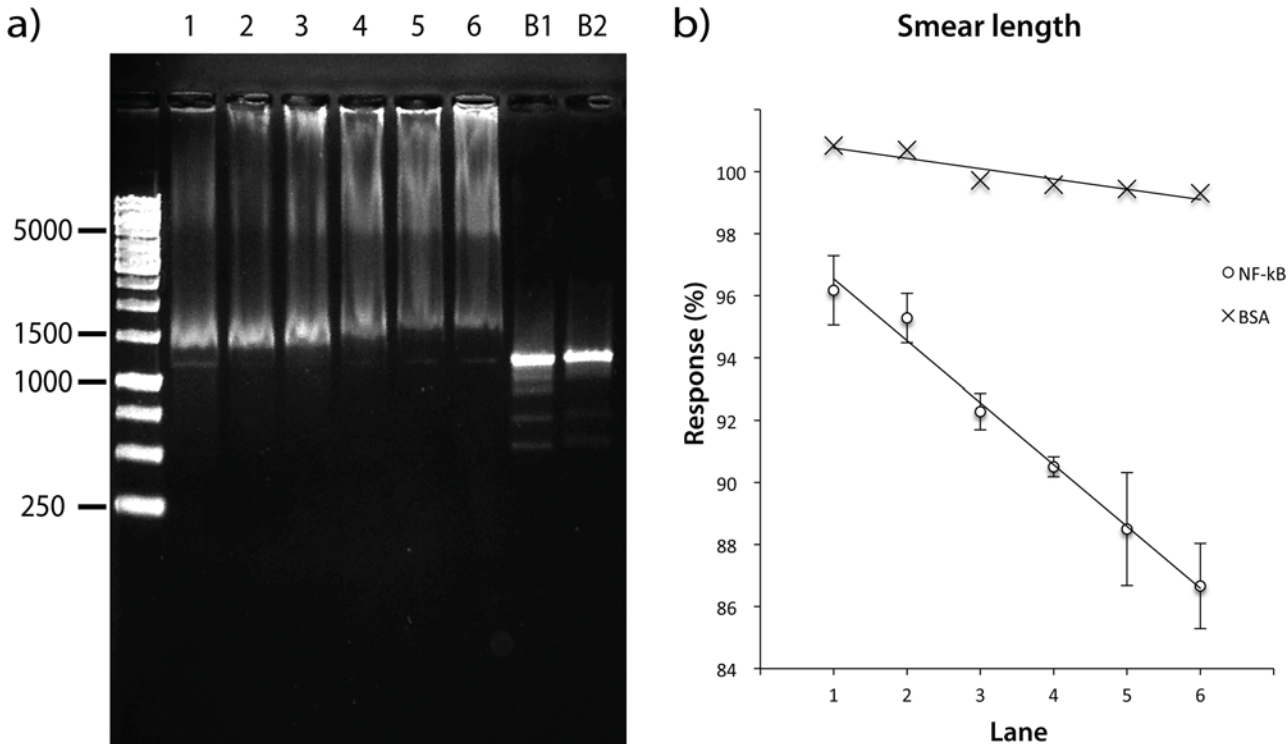 a)
1 2 3 4 5 6 B1 B2
5000
1500
1000
250
b)
Smear length
Response (%)
100
98
96
94
92
90
88
86
84
NF-kB
BSA
1 2 3 4 5 6
Lane